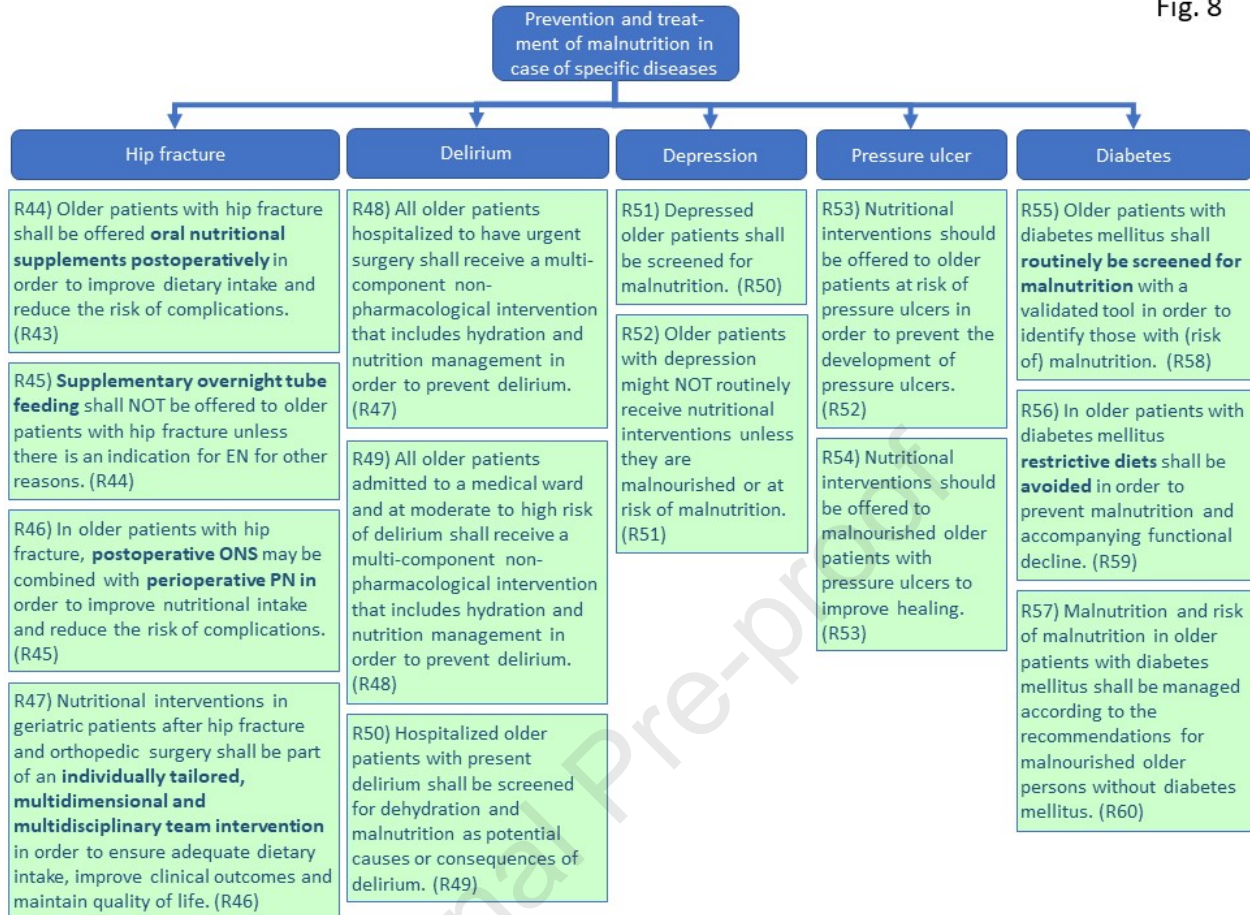 Fig. 8
Prevention and treat-
ment of malnutrition in
case of specific diseases
Hip fracture
R44) Older patients with hip fracture
shall be offered oral nutritional
supplements postoperatively in
order to improve dietary intake and
reduce the risk of complications.
(R43)
R45) Supplementary overnight tube
feeding shall NOT be offered to older
patients with hip fracture unless
there is an indication for EN for other
reasons. (R44)
R46) In older patients with hip
fracture, postoperative ONS may be
combined with perioperative PN in
order to improve nutritional intake
and reduce the risk of complications.
(R45)
R47) Nutritional interventions in
geriatric patients after hip fracture
and orthopedic surgery shall be part
of an individually tailored,
multidimensional and
multidisciplinary team intervention
in order to ensure adequate dietary
intake, improve clinical outcomes and
maintain quality of life. (R46)
Delirium
R48) All older patients
hospitalized to have urgent
surgery shall receive a multi-
component non-
pharmacological intervention
that includes hydration and
nutrition management in
order to prevent delirium.
(R47)
R49) All older patients
admitted to a medical ward
and at moderate to high risk
of delirium shall receive a
multi-component non-
pharmacological intervention
that includes hydration and
nutrition management in
order to prevent delirium.
(R48)
R50) Hospitalized older
patients with present
delirium shall be screened
for dehydration and
malnutrition as potential
causes or consequences of
delirium. (R49)
Depression
R51) Depressed
older patients shall
be screened for
malnutrition. (R50)
R52) Older patients
with depression
might NOT routinely
receive nutritional
interventions unless
they are
malnourished or at
risk of malnutrition.
(R51)
Pressure ulcer
R53) Nutritional
interventions should
be offered to older
patients at risk of
pressure ulcers in
order to prevent the
development of
pressure ulcers.
(R52)
R54) Nutritional
interventions should
be offered to
malnourished older
patients with
pressure ulcers to
improve healing.
(R53)
Diabetes
R55) Older patients with
diabetes mellitus shall
routinely be screened for
malnutrition with a
validated tool in order to
identify those with (risk
of) malnutrition. (R58)
R56) In older patients with
diabetes mellitus
restrictive diets shall be
avoided in order to
prevent malnutrition and
accompanying functional
decline. (R59)
R57) Malnutrition and risk
of malnutrition in older
patients with diabetes
mellitus shall be managed
according to the
recommendations for
malnourished older
persons without diabetes
mellitus. (R60)
nal Pre-proof